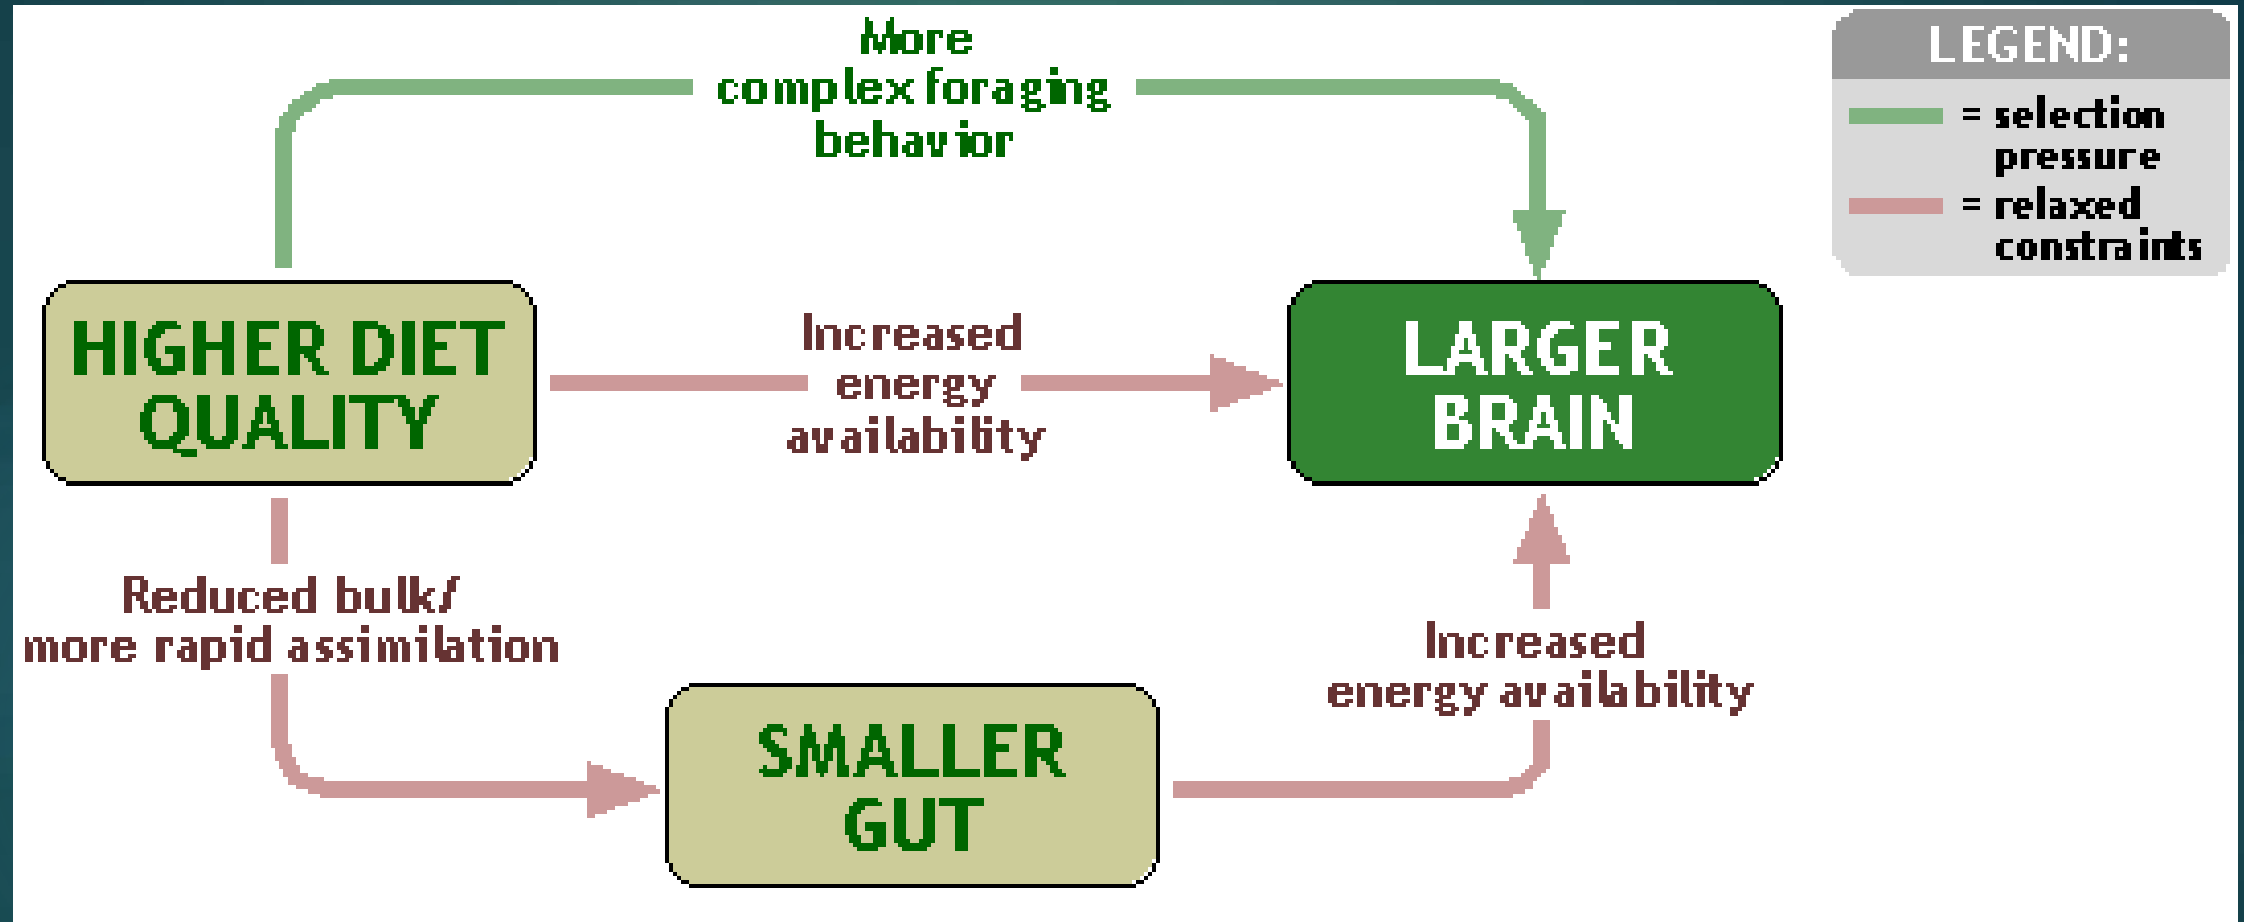 More
complex foraging
behavior
LEGEND:
= selection
pressure
= relaxed
constraints
HIGHER DIET
QUALITY
Increased
energy
availability
LARGER
BRAIN
Reduced bulk/
more rapid assimilation
Increased
energy availability
SMALLER
GUT